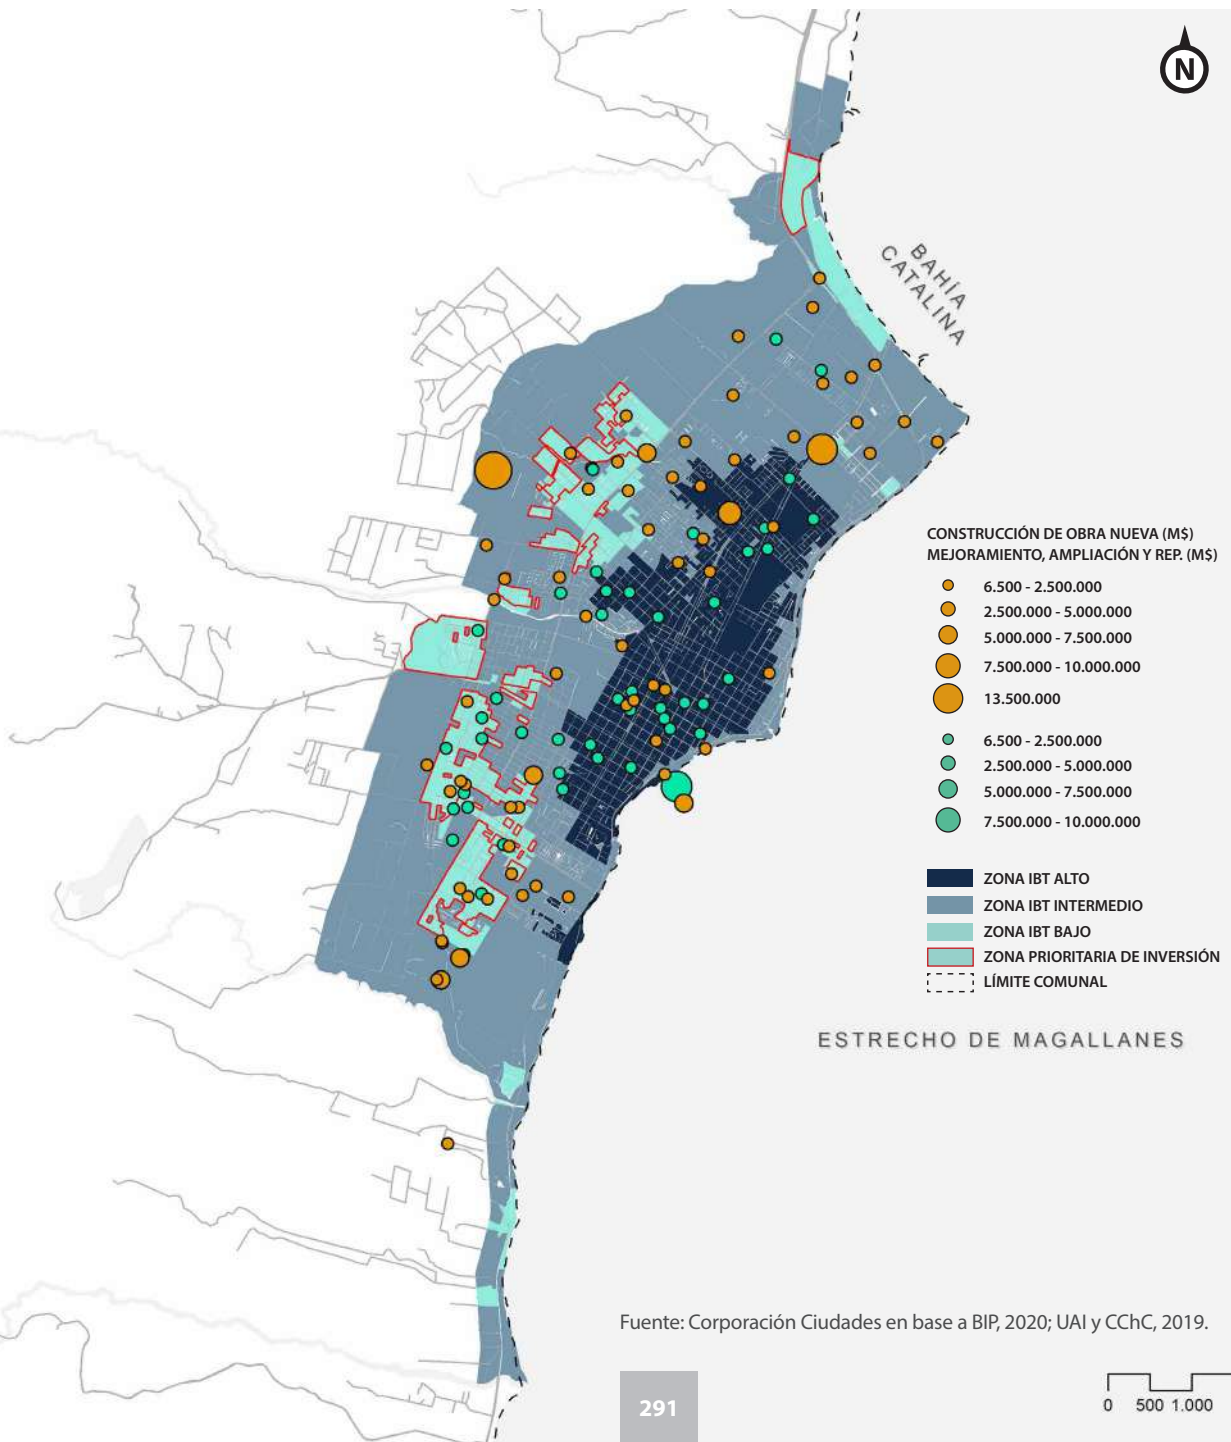 N
BAHÍA
CATALINA
CONSTRUCCIÓN DE OBRA NUEVA (M$)
MEJORAMIENTO, AMPLIACIÓN Y REP. (M$)
6.500 - 2.500.000
2.500.000 - 5.000.000
5.000.000 - 7.500.000
7.500.000 - 10.000.000
13.500.000
6.500 - 2.500.000
2.500.000 - 5.000.000
5.000.000 - 7.500.000
7.500.000 - 10.000.000
ZONA IBT ALTO
ZONA IBT INTERMEDIO
ZONA IBT BAJO
ZONA PRIORITARIA DE INVERSIÓN
LÍMITE COMUNAL
ESTRECHO DE MAGALLANES
Fuente: Corporación Ciudades en base a BIP, 2020; UAI y CChC, 2019.
291
0 500 1.000